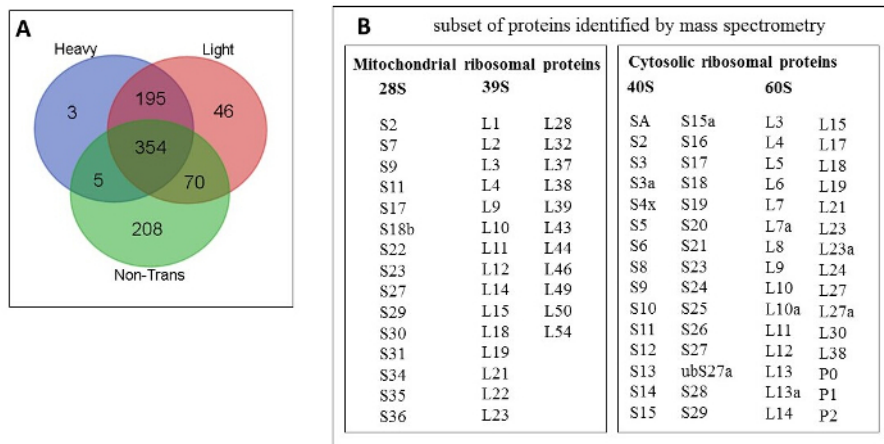 A
Heavy Light
3 195 46
354
5 70
208
Non-Trans
B subset of proteins identified by mass spectrometry
Mitochondrial ribosomal proteins
28S 39S
S2 L1 L28
S7 L2 L32
S9 L3 L37
S11 L4 L38
S17 L9 L39
S18b L10 L43
S22 L11 L44
S23 L12 L46
S27 L14 L49
S29 L15 L50
S30 L18 L54
S31 L19
S34 L21
S35 L22
S36 L23
Cytosolic ribosomal proteins
40S 60S
SA S15a L3 L15
S2 S16 L4 L17
S3 S17 L5 L18
S3a S18 L6 L19
S4x S19 L7 L21
S5 S20 L7a L23
S6 S21 L8 L23a
S8 S23 L9 L24
S9 S24 L10 L27
S10 S25 L10a L27a
S11 S26 L11 L30
S12 S27 L12 L38
S13 ubS27a L13 P0
S14 S28 L13a P1
S15 S29 L14 P2